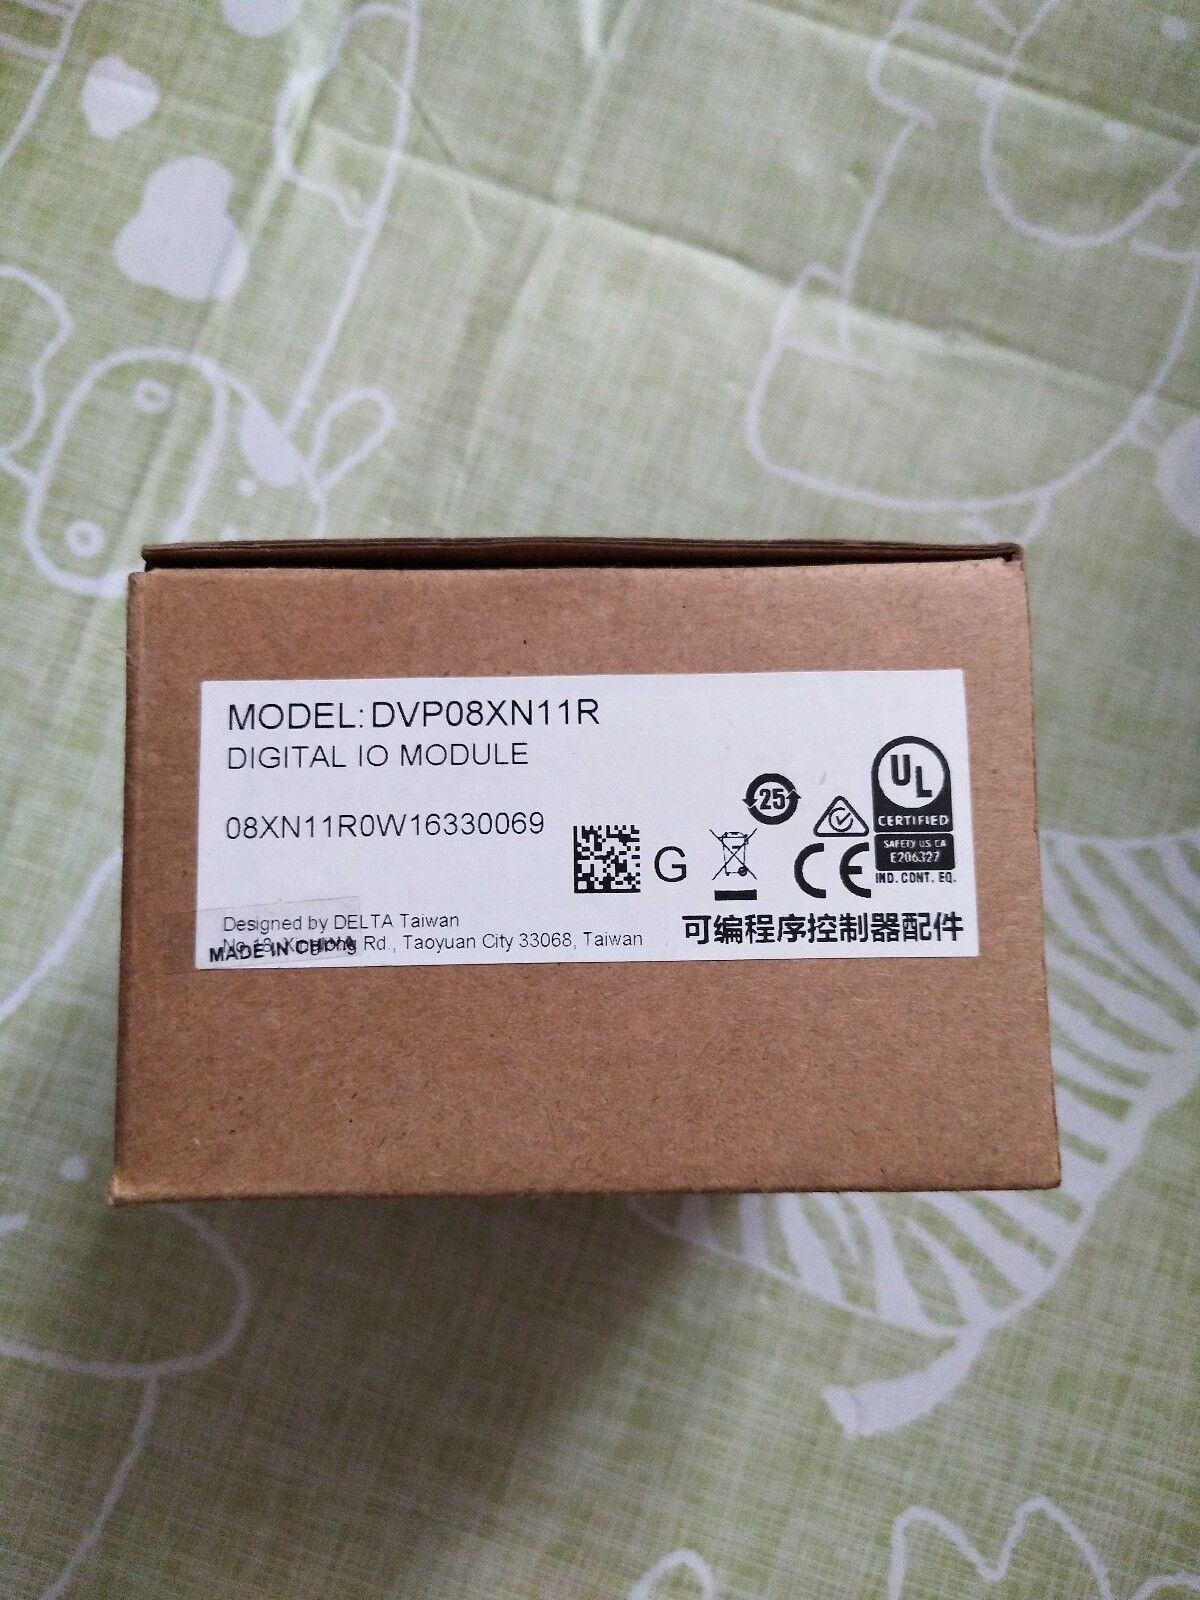 MODEL: DVP08XN11R
DIGITAL IO MODULE
08XN11R0W16330069
25
UL
CERTIFIED
SAFETY US CA
E206327
IND. CONT. EQ.
G
CE
Designed by DELTA Taiwan
Rd., Taoyuan City 33068, Taiwan
MADE IN CHINA
可编程序控制器配件